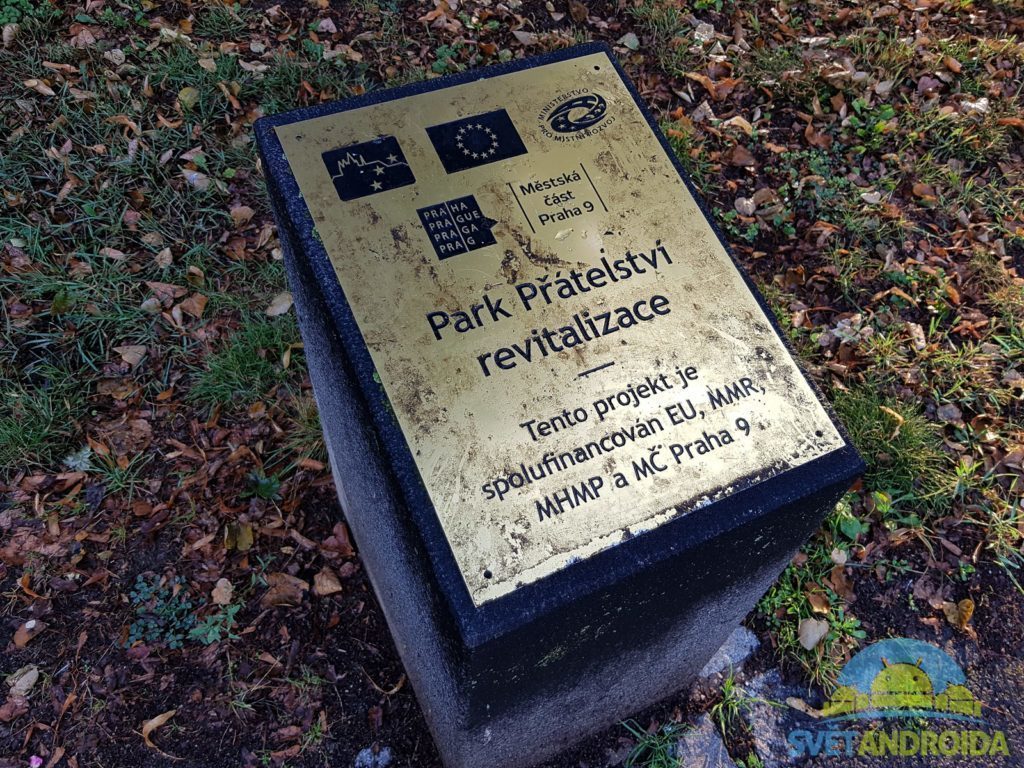 MINISTERSTVO
PRO MÍSTNÍ ROZVOJ
PRAHA
PRAGUE
PRAGA
PRAG
Městská
část
Praha 9
Park Přátelství
revitalizace
Tento projekt je
spolufinancován EU, MMR,
MHMP a MČ Praha 9
SVĚTANDROIDA